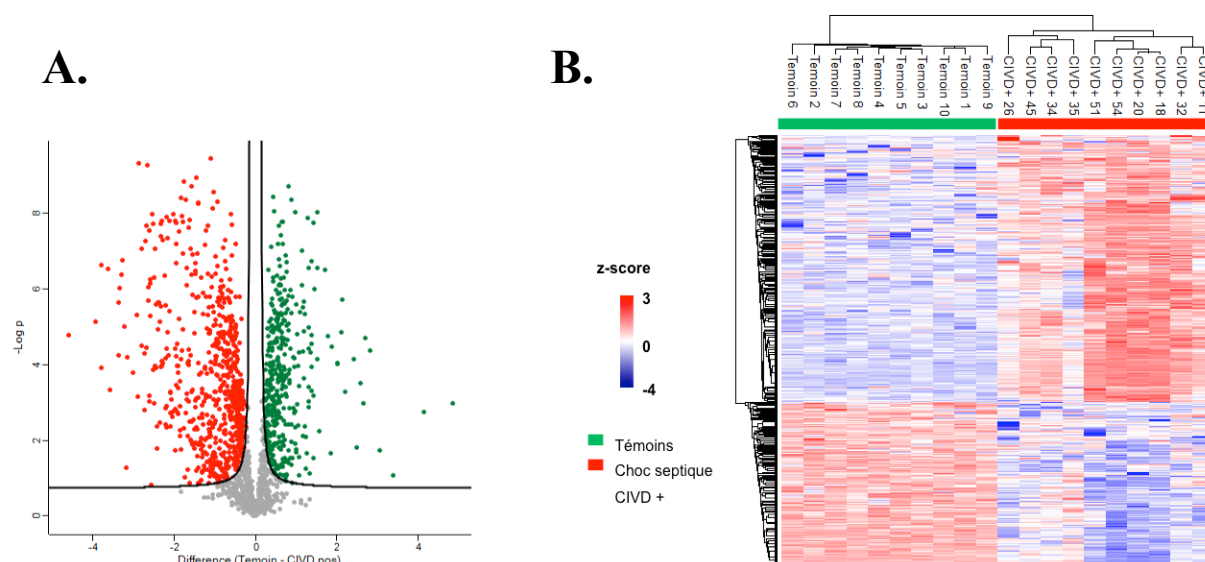 A.
B.
-Log p
8
6
4
2
0
-4
-2
0
2
4
Difference (Temoin - CIVD pos)
z-score
3
0
-4
Témoins
Choc septique
CIVD +
Temoin 6
Temoin 2
Temoin 7
Temoin 8
Temoin 4
Temoin 5
Temoin 3
Temoin 10
Temoin 1
Temoin 9
CIVD+ 26
CIVD+ 45
CIVD+ 34
CIVD+ 35
CIVD+ 51
CIVD+ 54
CIVD+ 20
CIVD+ 18
CIVD+ 32
CIVD+ 11